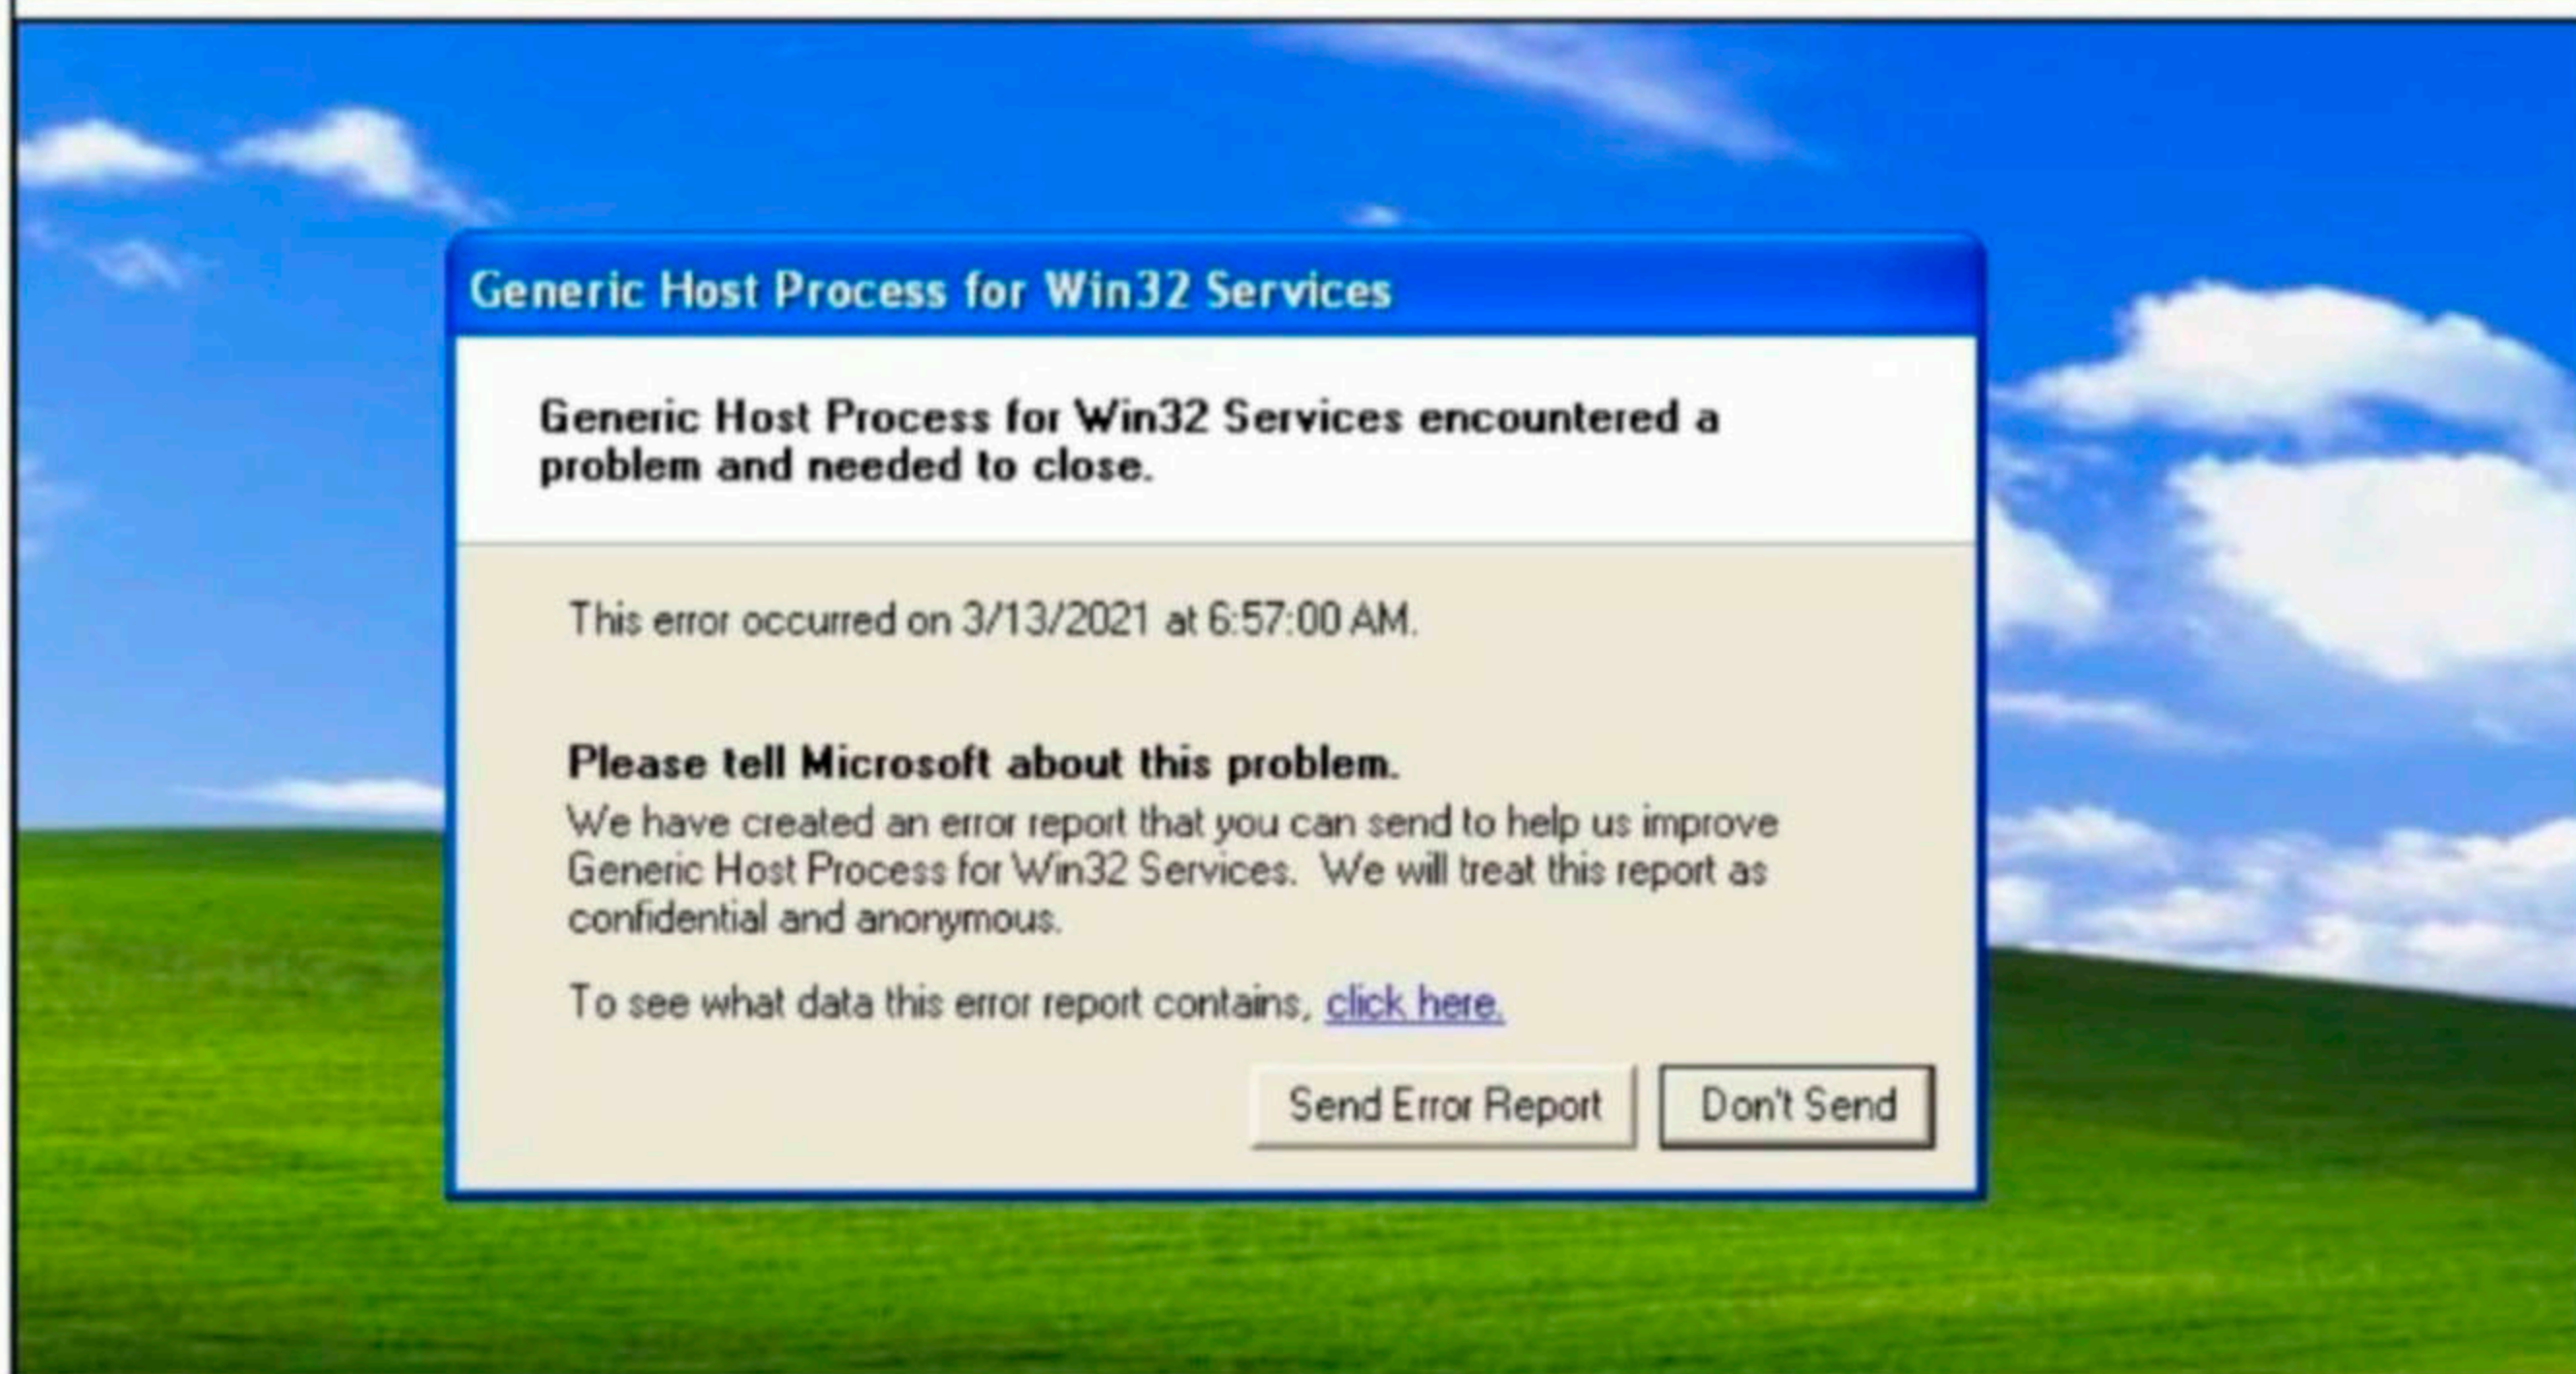 Generic Host Process for Win32 Services
Generic Host Process for Win32 Services encountered a
problem and needed to close.
This error occurred on 3/13/2021 at 6:57:00 AM.
Please tell Microsoft about this problem.
We have created an error report that you can send to help us improve
Generic Host Process for Win32 Services.  We will treat this report as
confidential and anonymous.
To see what data this error report contains, click here.
Send Error Report
Don't Send